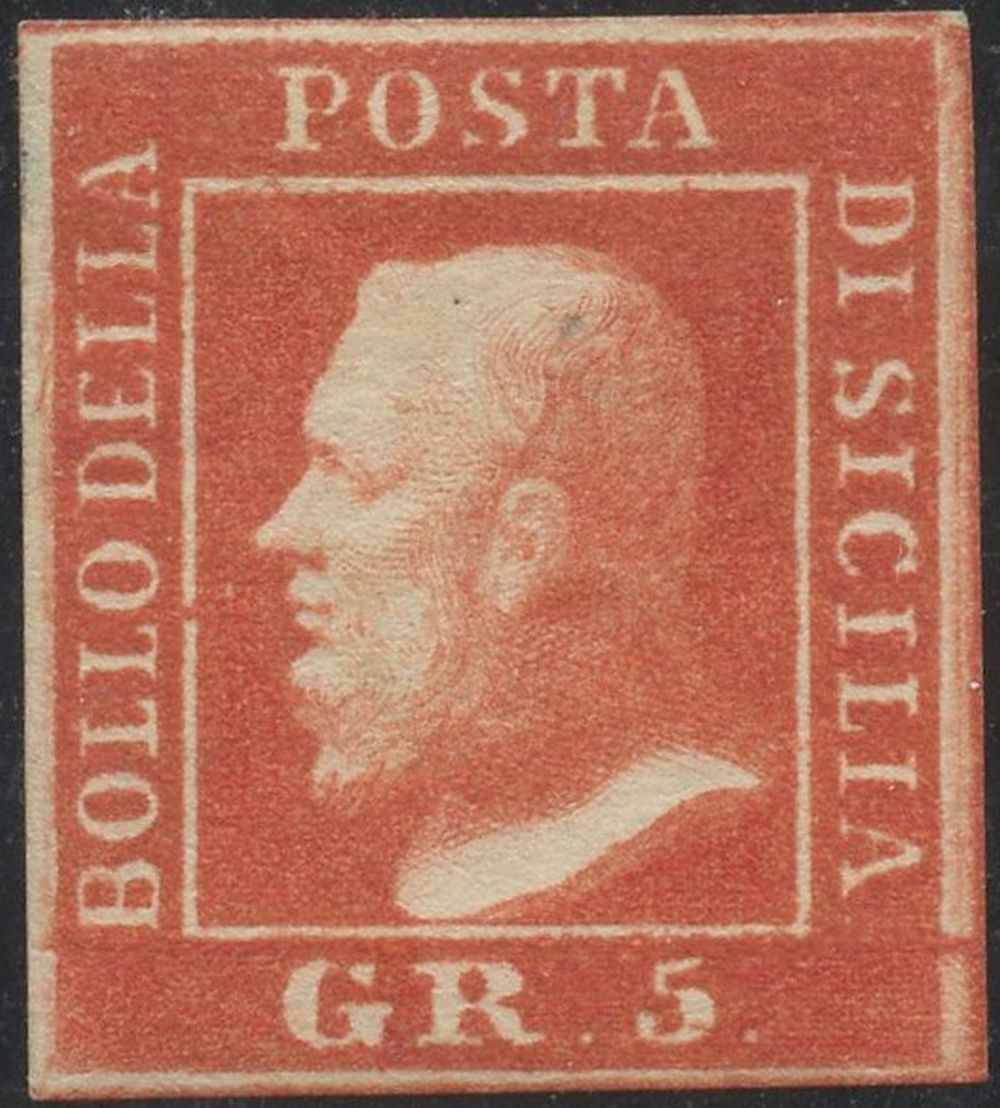 BOLLO DELLA
POSTA
DI SICILIA
GR. 5.